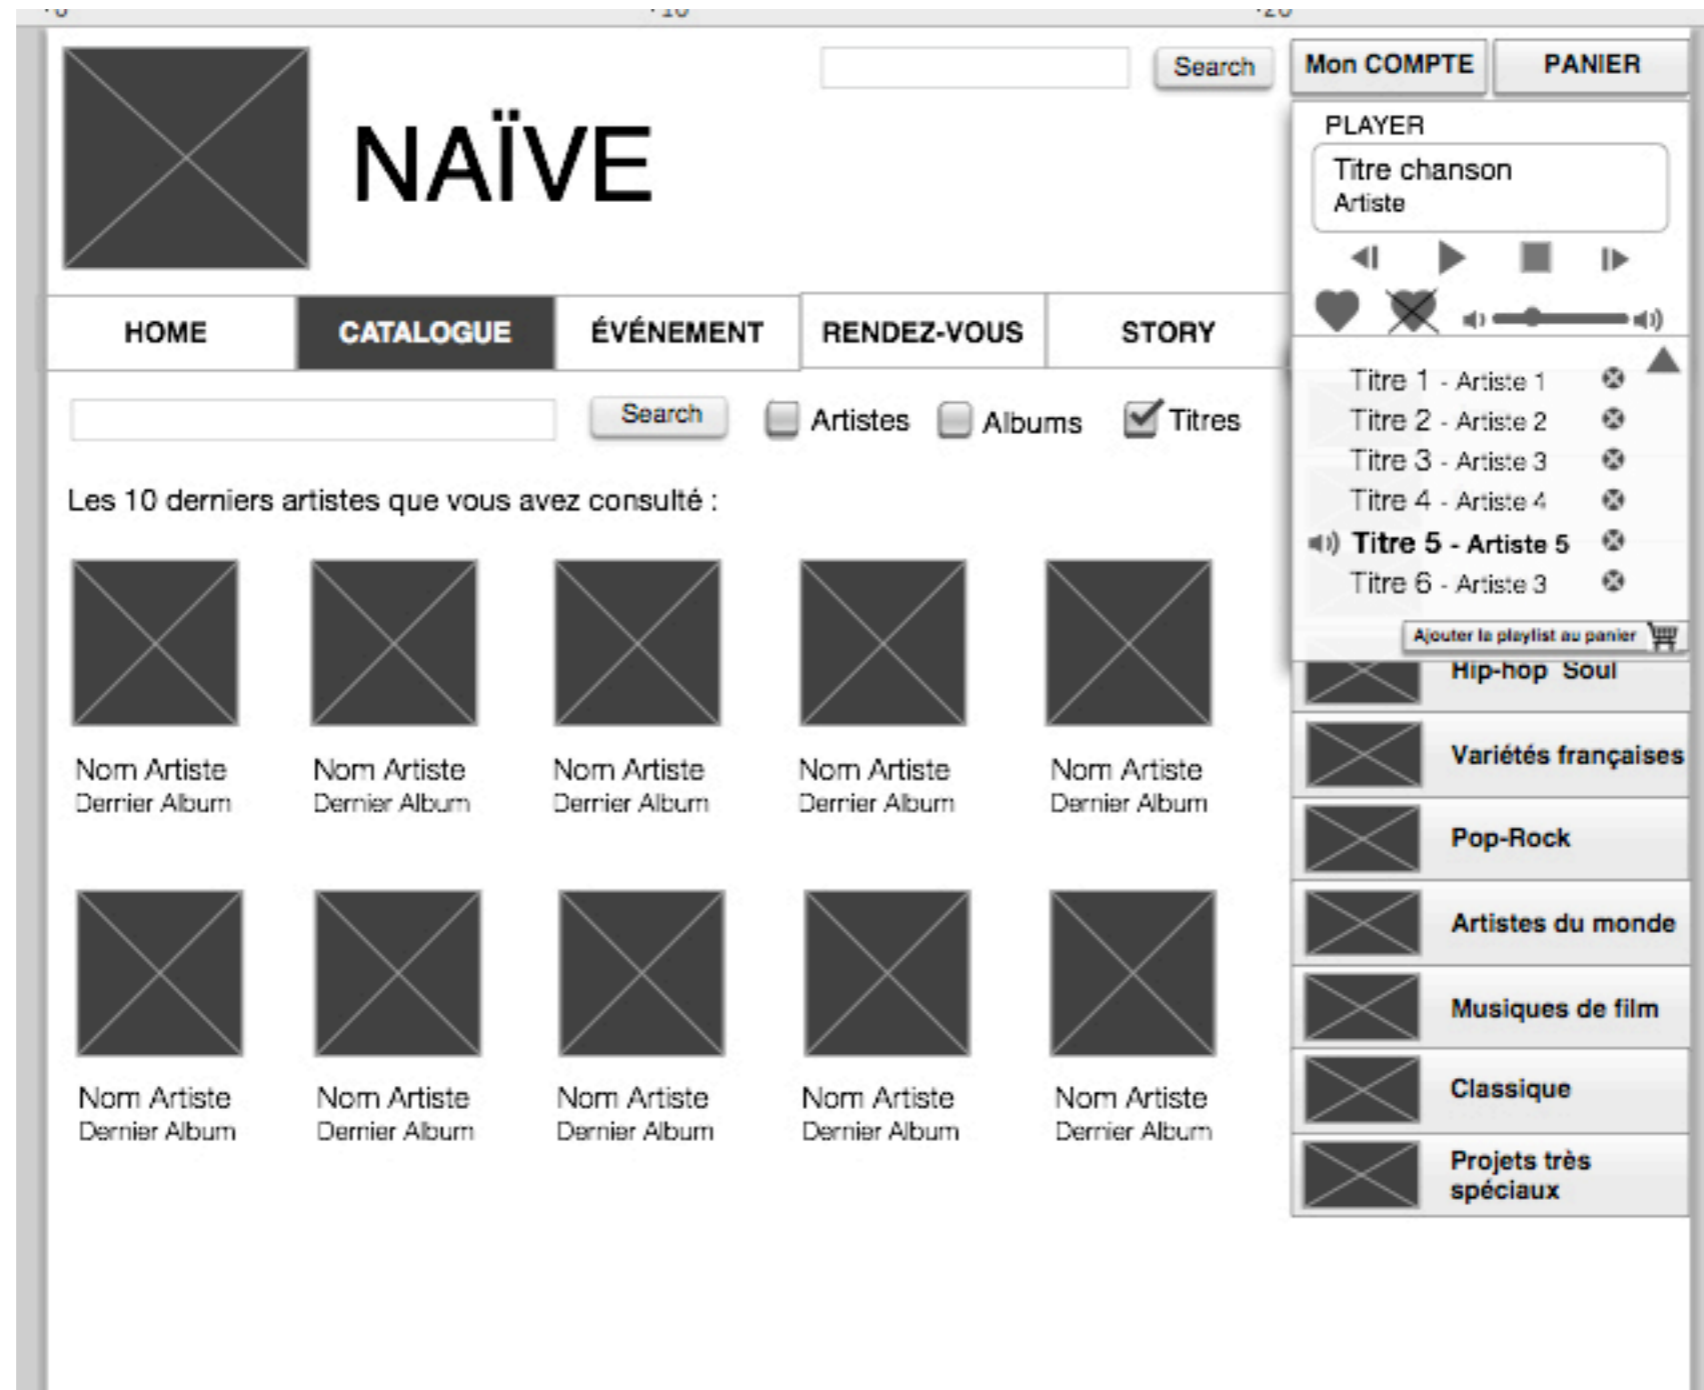 Search
Mon COMPTE
PANIER
NAÏVE
PLAYER
Titre chanson
Artiste
HOME
CATALOGUE
ÉVÉNEMENT
RENDEZ-VOUS
STORY
Titre 1 - Artiste 1
Titre 2 - Artiste 2
Titre 3 - Artiste 3
Titre 4 - Artiste 4
Titre 5 - Artiste 5
Titre 6 - Artiste 3
Ajouter la playlist au panier
Search
Artistes
Albums
Titres
Les 10 derniers artistes que vous avez consulté :
Nom Artiste
Dernier Album
Nom Artiste
Dernier Album
Nom Artiste
Dernier Album
Nom Artiste
Dernier Album
Nom Artiste
Dernier Album
Nom Artiste
Dernier Album
Nom Artiste
Dernier Album
Nom Artiste
Dernier Album
Nom Artiste
Dernier Album
Nom Artiste
Dernier Album
Hip-hop Soul
Variétés françaises
Pop-Rock
Artistes du monde
Musiques de film
Classique
Projets très
spéciaux